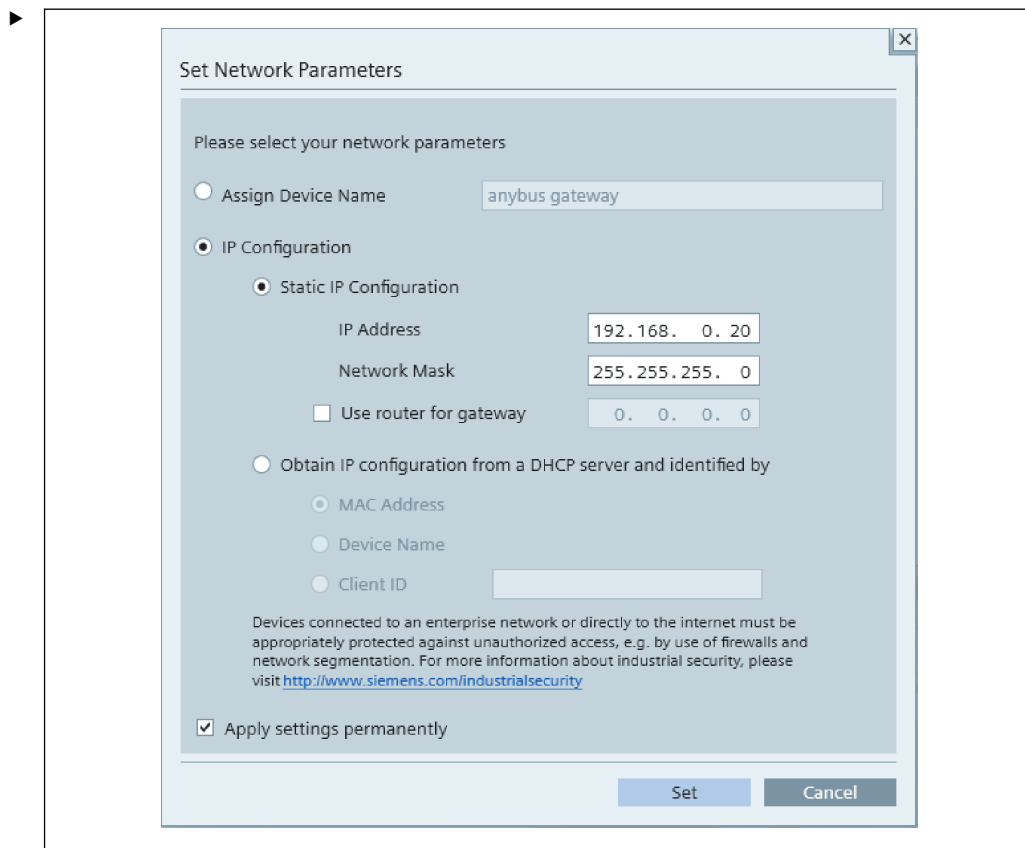 Set Network Parameters
Please select your network parameters
Assign Device Name anybus gateway
IP Configuration
Static IP Configuration
IP Address 192.168. 0. 20
Network Mask 255.255.255. 0
Use router for gateway 0. 0. 0. 0
Obtain IP configuration from a DHCP server and identified by
MAC Address
Device Name
Client ID
Devices connected to an enterprise network or directly to the internet must be
appropriately protected against unauthorized access, e.g. by use of firewalls and
network segmentation. For more information about industrial security, please
visit http://www.siemens.com/industrialsecurity
Apply settings permanently
Set Cancel